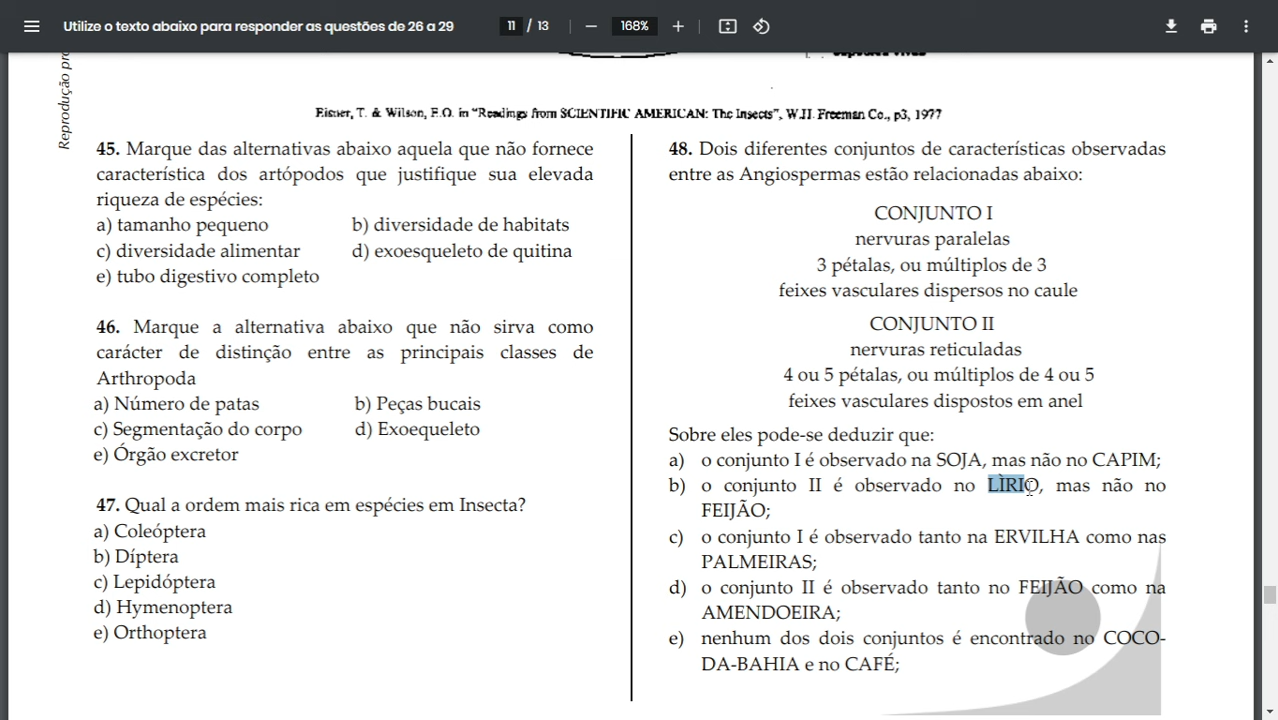 Utilize o texto abaixo para responder as questões de 26 a 29
11 / 13
168%
Reprodução pro
Eisner, T. & Wilson, E.O. in "Readings from SCIENTIFIC AMERICAN: The Insects", W.H. Freeman Co., p3, 1977
45. Marque das alternativas abaixo aquela que não fornece
característica dos artópodos que justifique sua elevada
riqueza de espécies:
a) tamanho pequeno b) diversidade de habitats
c) diversidade alimentar d) exoesqueleto de quitina
e) tubo digestivo completo
46. Marque a alternativa abaixo que não sirva como
carácter de distinção entre as principais classes de
Arthropoda
a) Número de patas b) Peças bucais
c) Segmentação do corpo d) Exoequeleto
e) Órgão excretor
47. Qual a ordem mais rica em espécies em Insecta?
a) Coleóptera
b) Díptera
c) Lepidóptera
d) Hymenoptera
e) Orthoptera
48. Dois diferentes conjuntos de características observadas
entre as Angiospermas estão relacionadas abaixo:
CONJUNTO I
nervuras paralelas
3 pétalas, ou múltiplos de 3
feixes vasculares dispersos no caule
CONJUNTO II
nervuras reticuladas
4 ou 5 pétalas, ou múltiplos de 4 ou 5
feixes vasculares dispostos em anel
Sobre eles pode-se deduzir que:
a) o conjunto I é observado na SOJA, mas não no CAPIM;
b) o conjunto II é observado no LÌRIO, mas não no
FEIJÃO;
c) o conjunto I é observado tanto na ERVILHA como nas
PALMEIRAS;
d) o conjunto II é observado tanto no FEIJÃO como na
AMENDOEIRA;
e) nenhum dos dois conjuntos é encontrado no COCO-
DA-BAHIA e no CAFÉ;